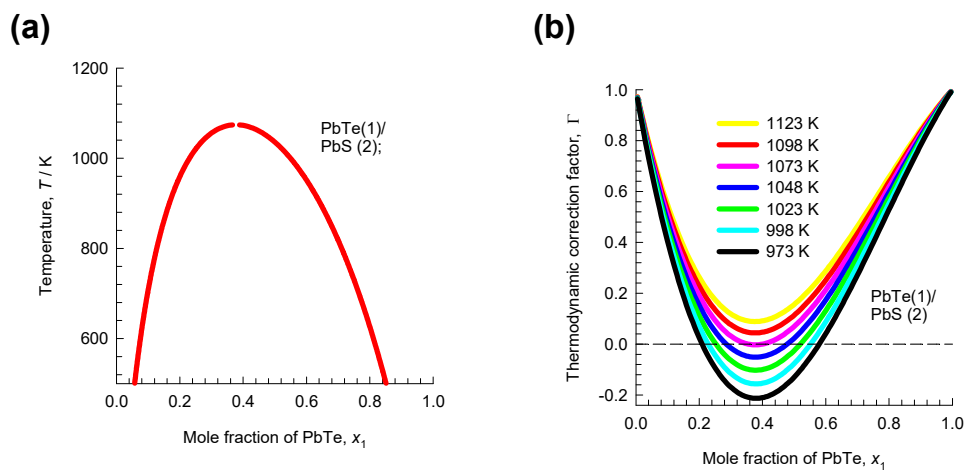 (a)
1200
1000
800
600
Temperature, T / K
PbTe(1)/
PbS (2);
0.0 0.2 0.4 0.6 0.8 1.0
Mole fraction of PbTe, x1
(b)
1.0
0.8
0.6
0.4
0.2
0.0
-0.2
Thermodynamic correction factor, Γ
1123 K
1098 K
1073 K
1048 K
1023 K
998 K
973 K
PbTe(1)/
PbS (2)
0.0 0.2 0.4 0.6 0.8 1.0
Mole fraction of PbTe, x1